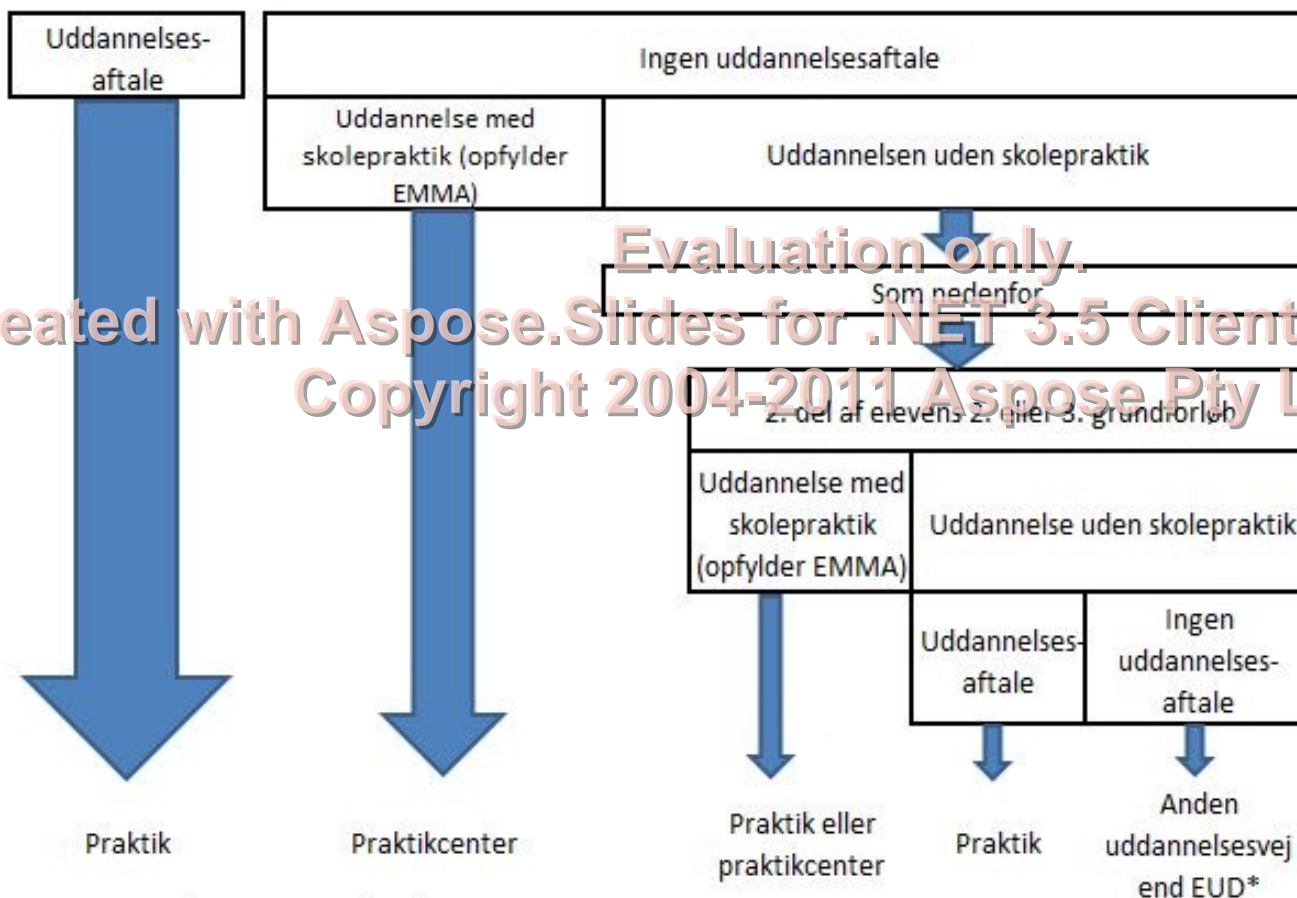 Uddannelses-
aftale
Ingen uddannelsesaftale
Uddannelse med
skolepraktik (opfylder
EMMA)
Uddannelsen uden skolepraktik
Evaluation only.
eated with Aspose.Slides for .NET 3.5 Client
Copyright 2004-2011 Aspose Pty L
Som nedenfor
2. del af elevens 2. eller 3. grundforløb
Uddannelse med
skolepraktik
(opfylder EMMA)
Uddannelse uden skolepraktik
Uddannelses-
aftale
Ingen
uddannelses-
aftale
Praktik
Praktikcenter
Praktik eller
praktikcenter
Praktik
Anden
uddannelsesvej
end EUD*